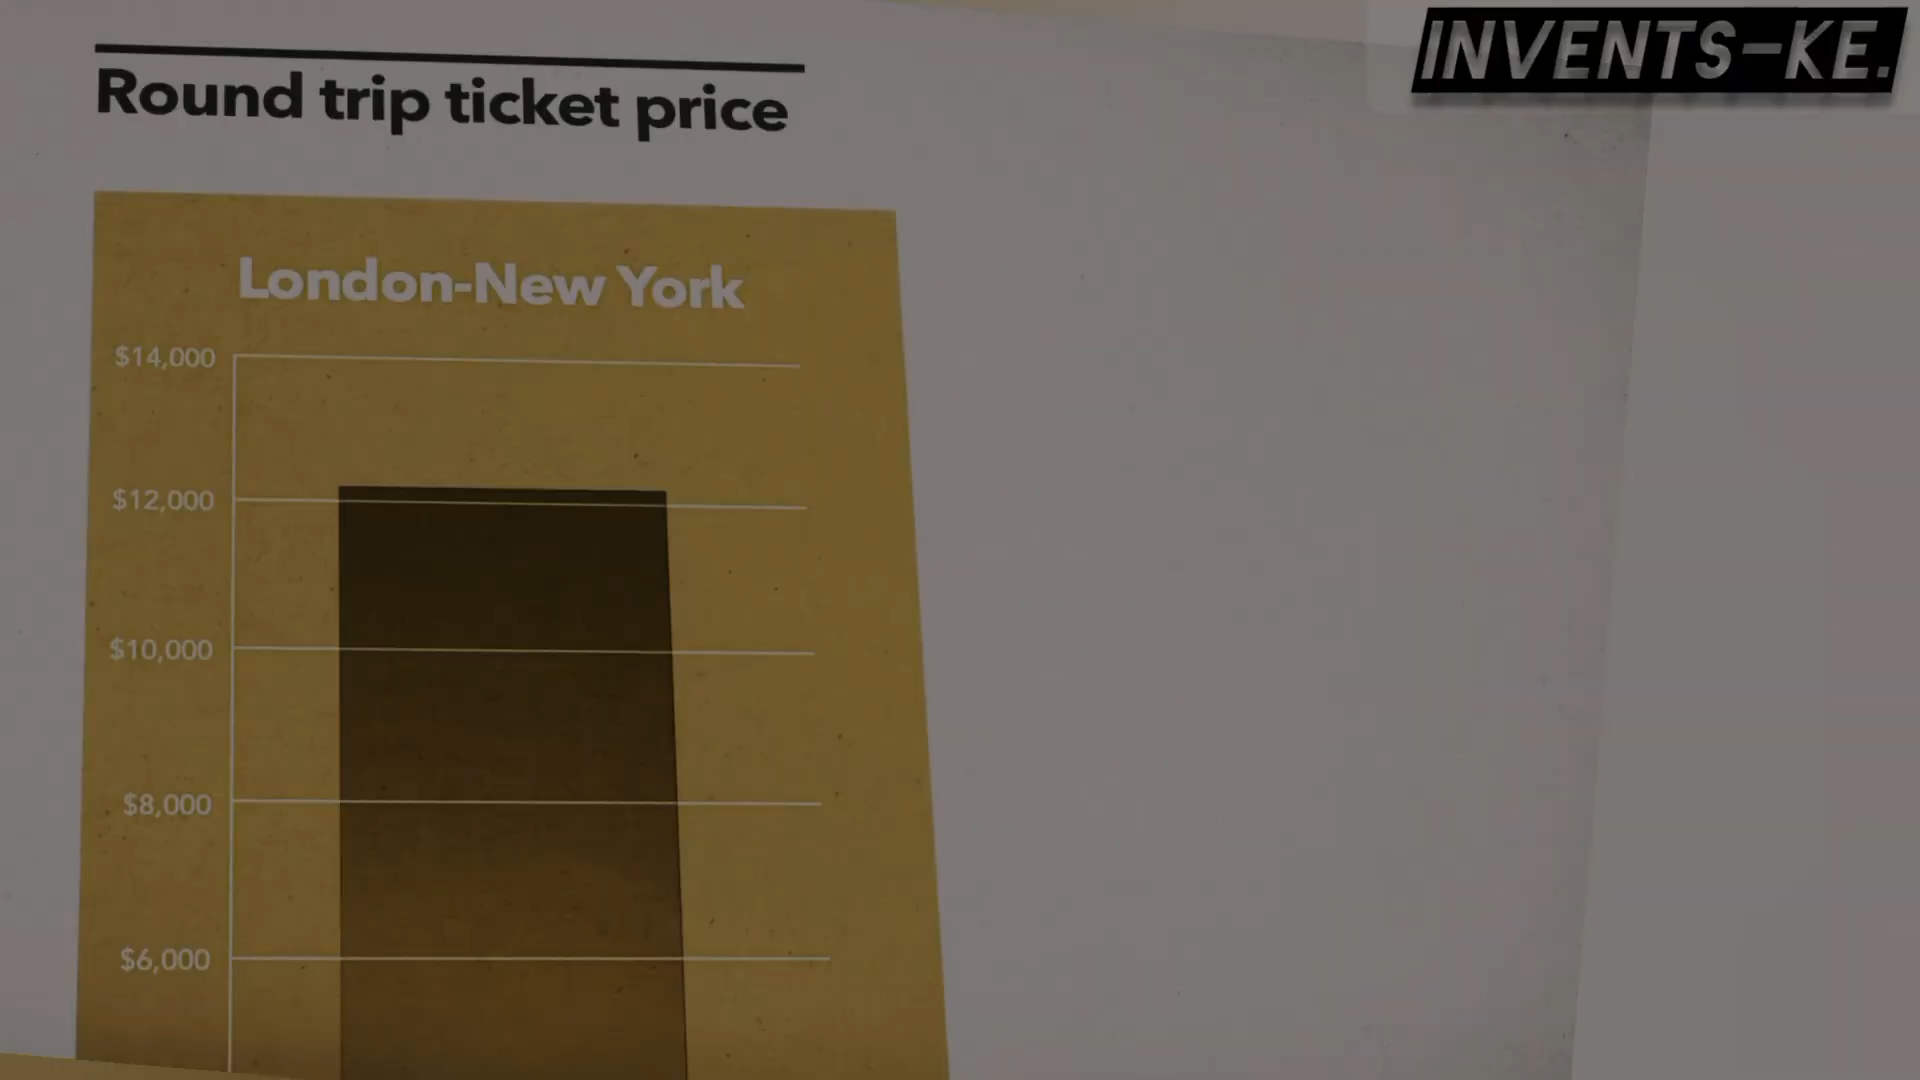 INVENTS-KE.
Round trip ticket price
London-New York
$14,000
$12,000
$10,000
$8,000
$6,000